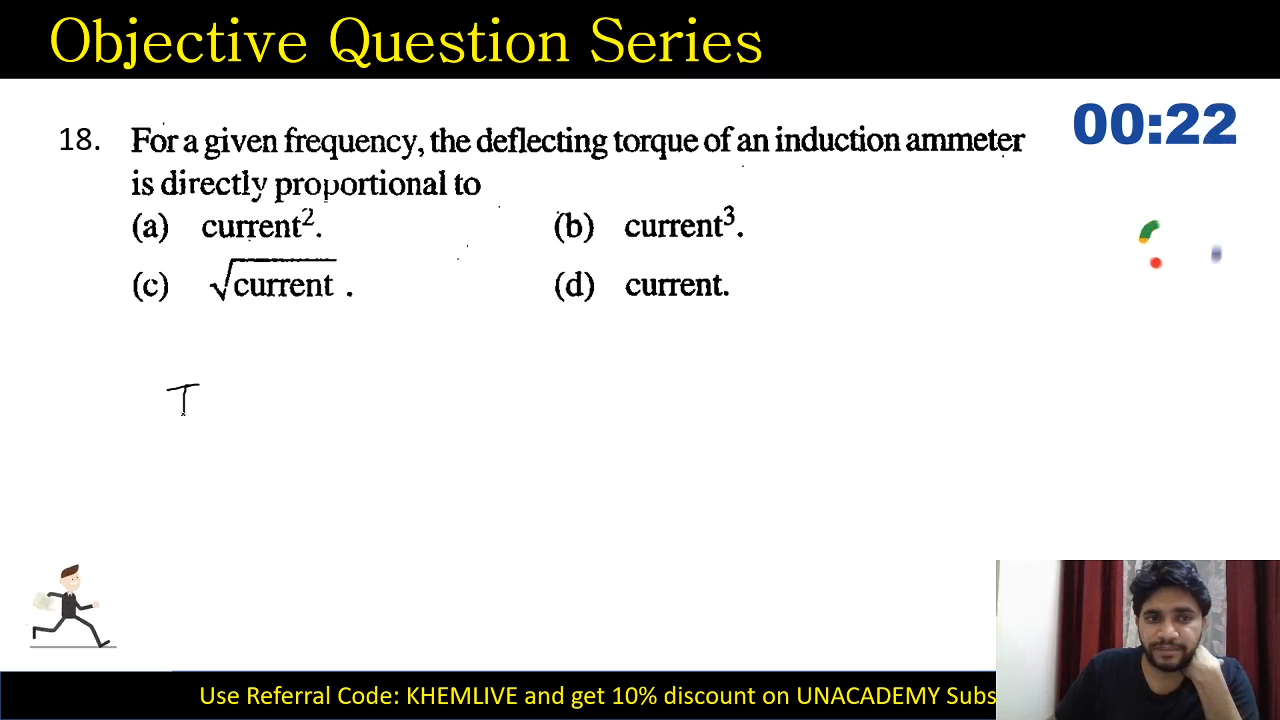 Objective Question Series
18. For a given frequency, the deflecting torque of an induction ammeter
is directly proportional to
(a) current². (b) current³.
(c) √current . (d) current.
00:22
T
Use Referral Code: KHEMLIVE and get 10% discount on UNACADEMY Subs